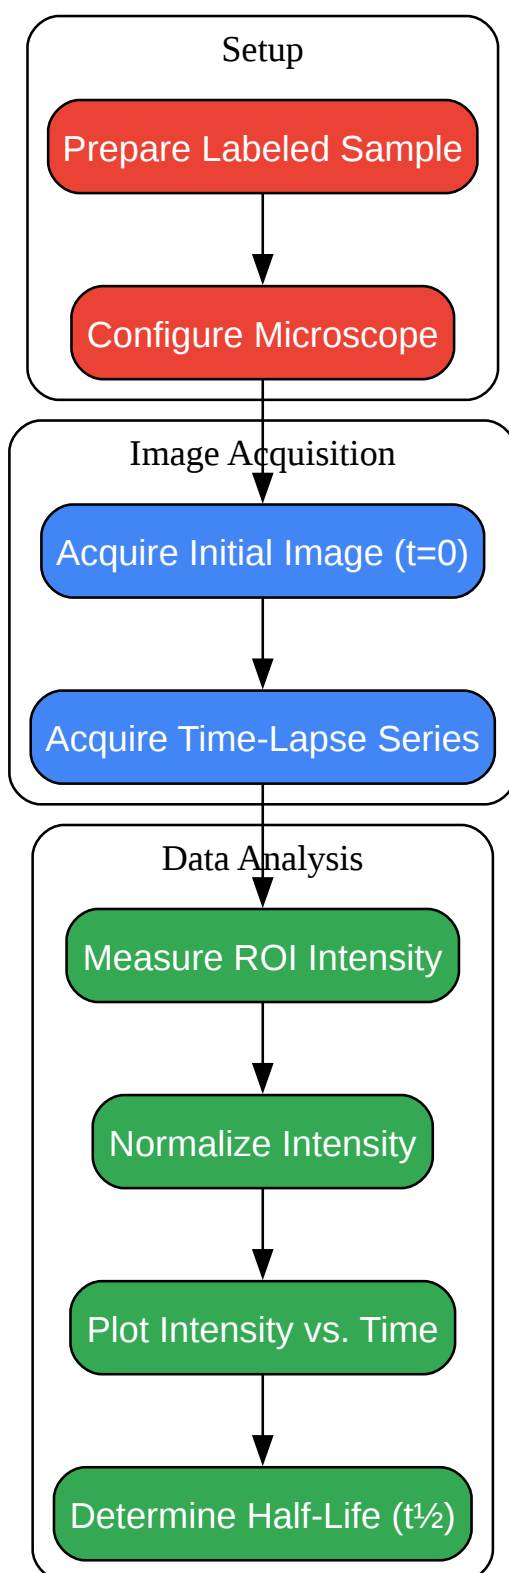 Setup
Prepare Labeled Sample
Configure Microscope
Image Acquisition
Acquire Initial Image (t=0)
Acquire Time-Lapse Series
Data Analysis
Measure ROI Intensity
Normalize Intensity
Plot Intensity vs. Time
Determine Half-Life (t½)